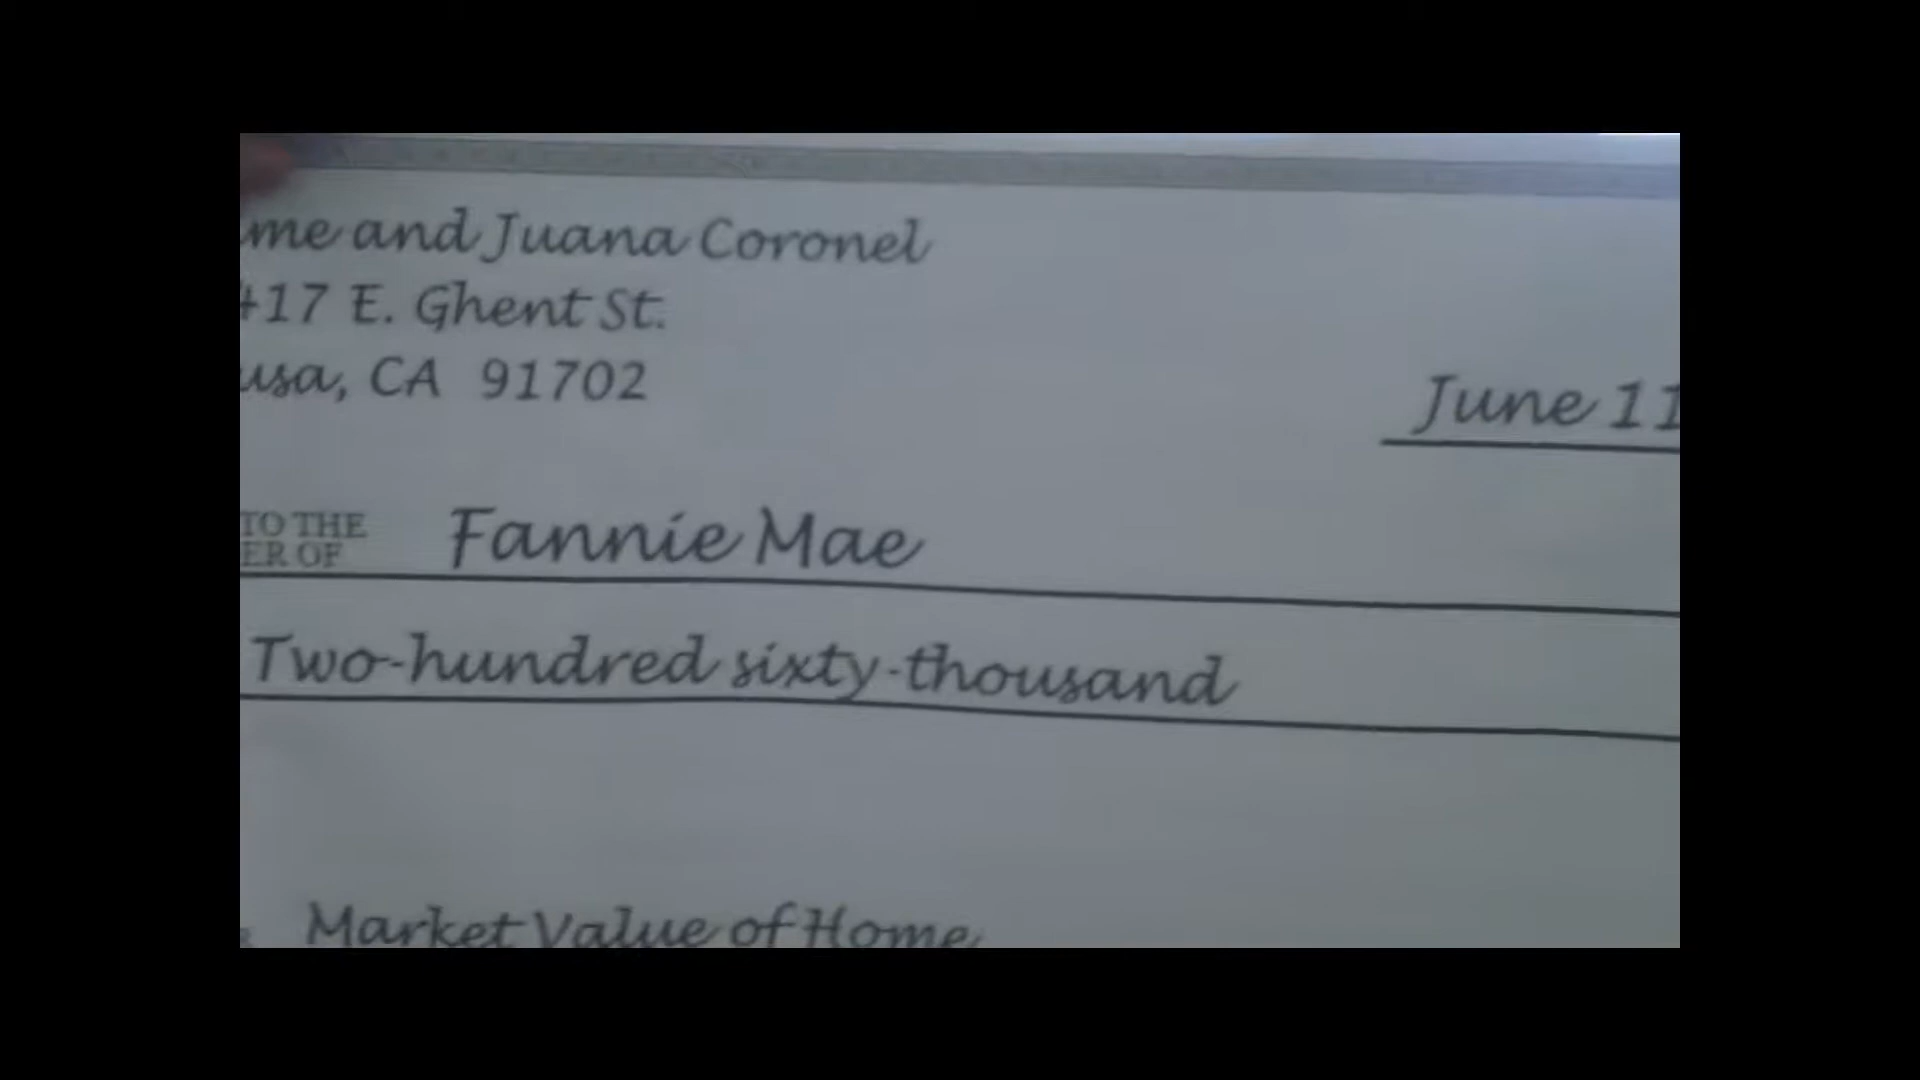 me and Juana Coronel
417 E. Ghent St.
usa, CA 91702
June 11
TO THE
ER OF
Fannie Mae
Two-hundred sixty-thousand
Market Value of Home